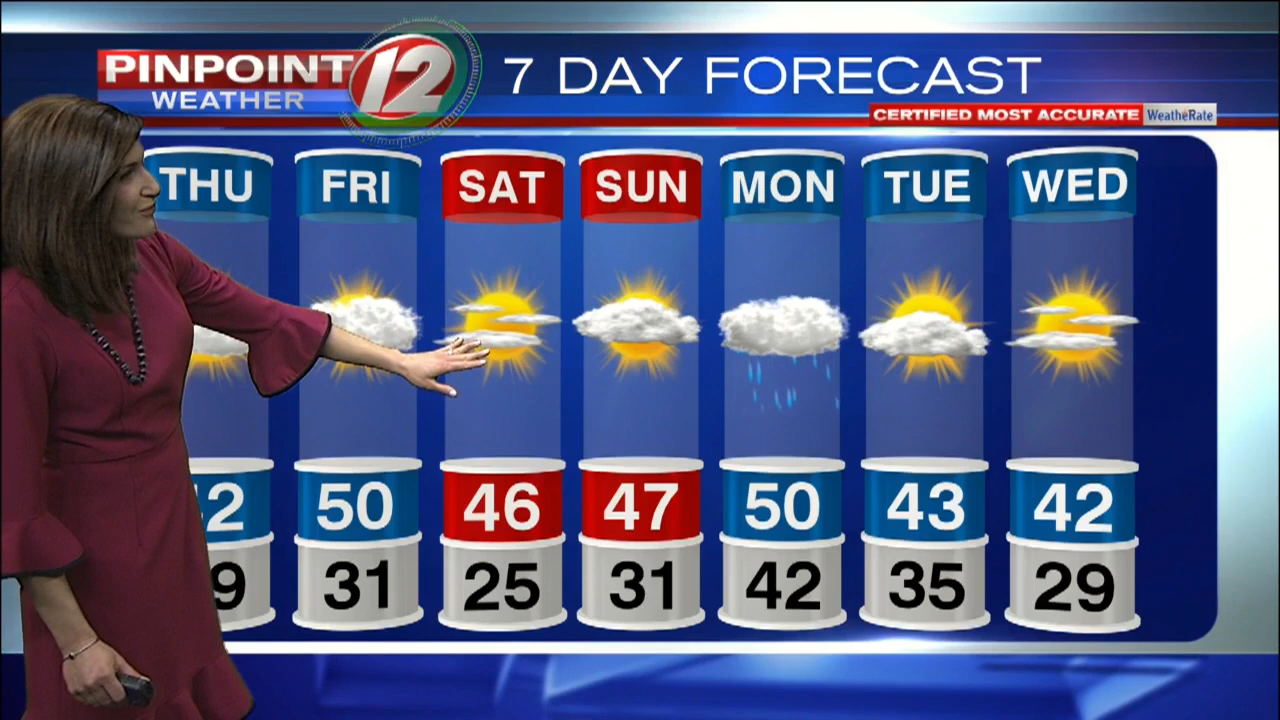 PINPOINT 12
WEATHER
7 DAY FORECAST
CERTIFIED MOST ACCURATE WeatheRate
THU FRI SAT SUN MON TUE WED
50 46 47 50 43 42
31 25 31 42 35 29